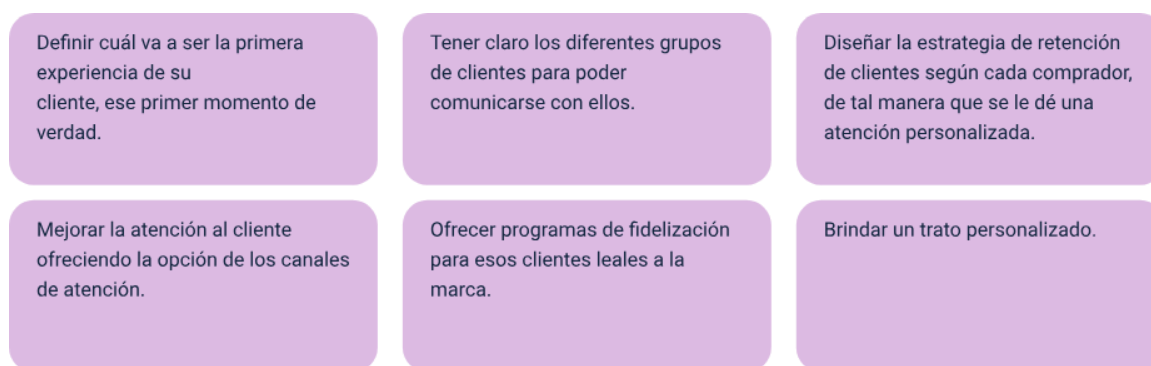 Definir cuál va a ser la primera
experiencia de su
cliente, ese primer momento de
verdad.
Tener claro los diferentes grupos
de clientes para poder
comunicarse con ellos.
Diseñar la estrategia de retención
de clientes según cada comprador,
de tal manera que se le dé una
atención personalizada.
Mejorar la atención al cliente
ofreciendo la opción de los canales
de atención.
Ofrecer programas de fidelización
para esos clientes leales a la
marca.
Brindar un trato personalizado.